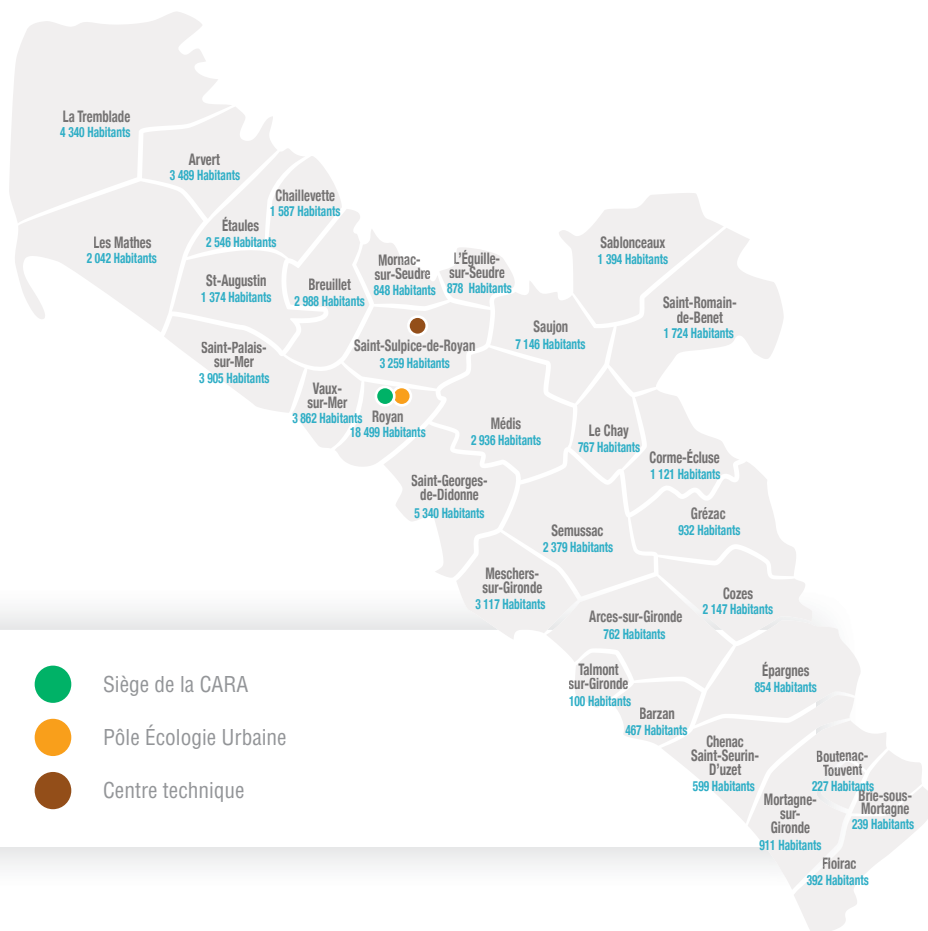 La Tremblade
4 340 Habitants
Arvert
3 489 Habitants
Chaillevette
1 587 Habitants
Étaules
2 546 Habitants
Les Mathes
2 042 Habitants
St-Augustin
1 374 Habitants
Breuillet
2 988 Habitants
Mornac-
sur-Seudre
848 Habitants
L'Éguille-
sur-Seudre
878 Habitants
Sablonceaux
1 394 Habitants
Saint-Romain-
de-Benet
1 724 Habitants
Saujon
7 146 Habitants
Saint-Sulpice-de-Royan
3 259 Habitants
Saint-Palais-
sur-Mer
3 905 Habitants
Vaux-
sur-Mer
3 862 Habitants
Royan
18 499 Habitants
Médis
2 936 Habitants
Le Chay
767 Habitants
Corme-Écluse
1 121 Habitants
Saint-Georges-
de-Didonne
5 340 Habitants
Grézac
932 Habitants
Semussac
2 379 Habitants
Meschers-
sur-Gironde
3 117 Habitants
Cozes
2 147 Habitants
Arces-sur-Gironde
762 Habitants
Talmont
sur-Gironde
100 Habitants
Épargnes
854 Habitants
Barzan
467 Habitants
Chenac
Saint-Seurin-
D'uzet
599 Habitants
Boutenac-
Touvent
227 Habitants
Brie-sous-
Mortagne
239 Habitants
Mortagne-
sur-
Gironde
911 Habitants
Floirac
392 Habitants
Siège de la CARA
Pôle Écologie Urbaine
Centre technique